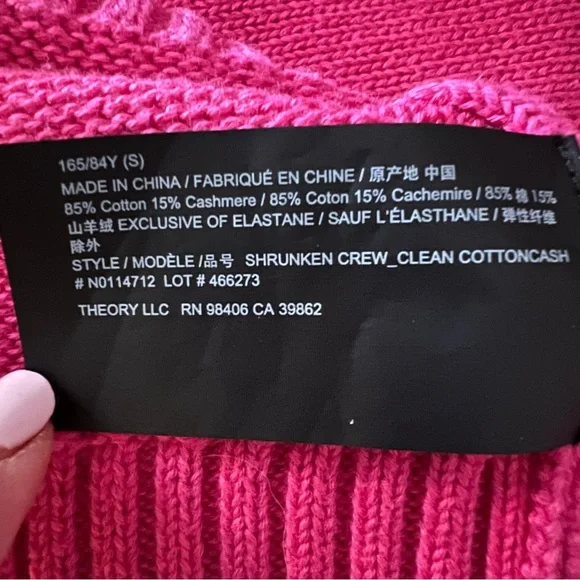 165/84Y (S)
MADE IN CHINA / FABRIQUÉ EN CHINE / 原产地 中国
85% Cotton 15% Cashmere / 85% Coton 15% Cachemire / 85% 棉 15%
山羊绒 EXCLUSIVE OF ELASTANE / SAUF L'ÉLASTHANE / 弹性纤维
除外
STYLE / MODÈLE /品号 SHRUNKEN CREW_CLEAN COTTONCASH
# N0114712 LOT # 466273
THEORY LLC RN 98406 CA 39862